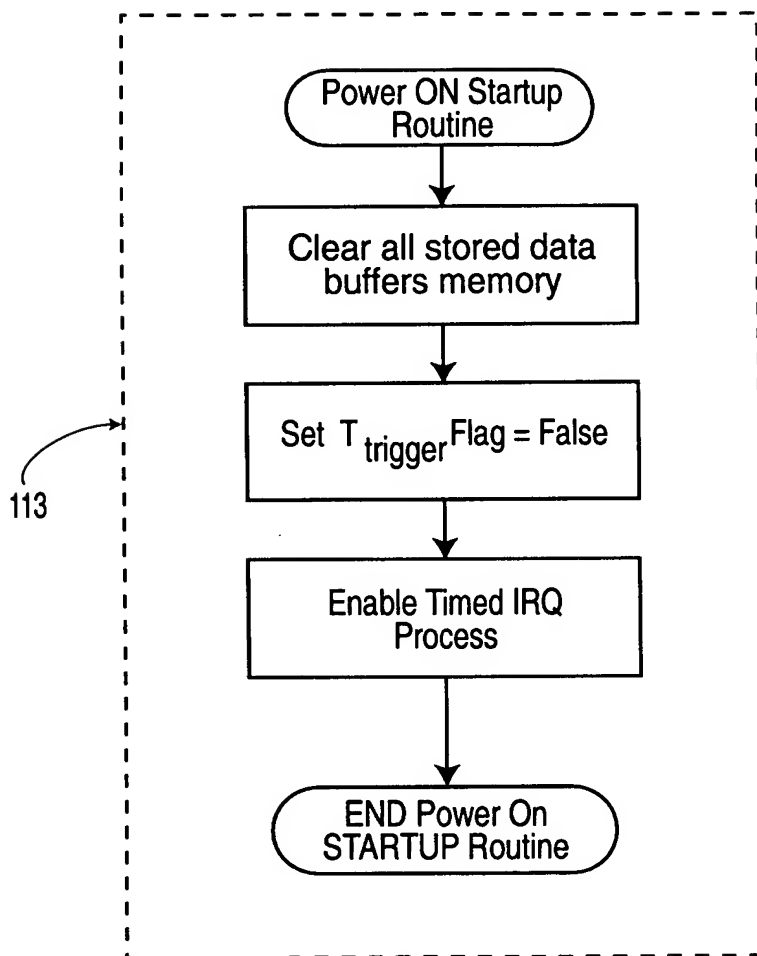 Power ON Startup
Routine
Clear all stored data
buffers memory
Set T trigger Flag = False
113
Enable Timed IRQ
Process
END Power On
STARTUP Routine